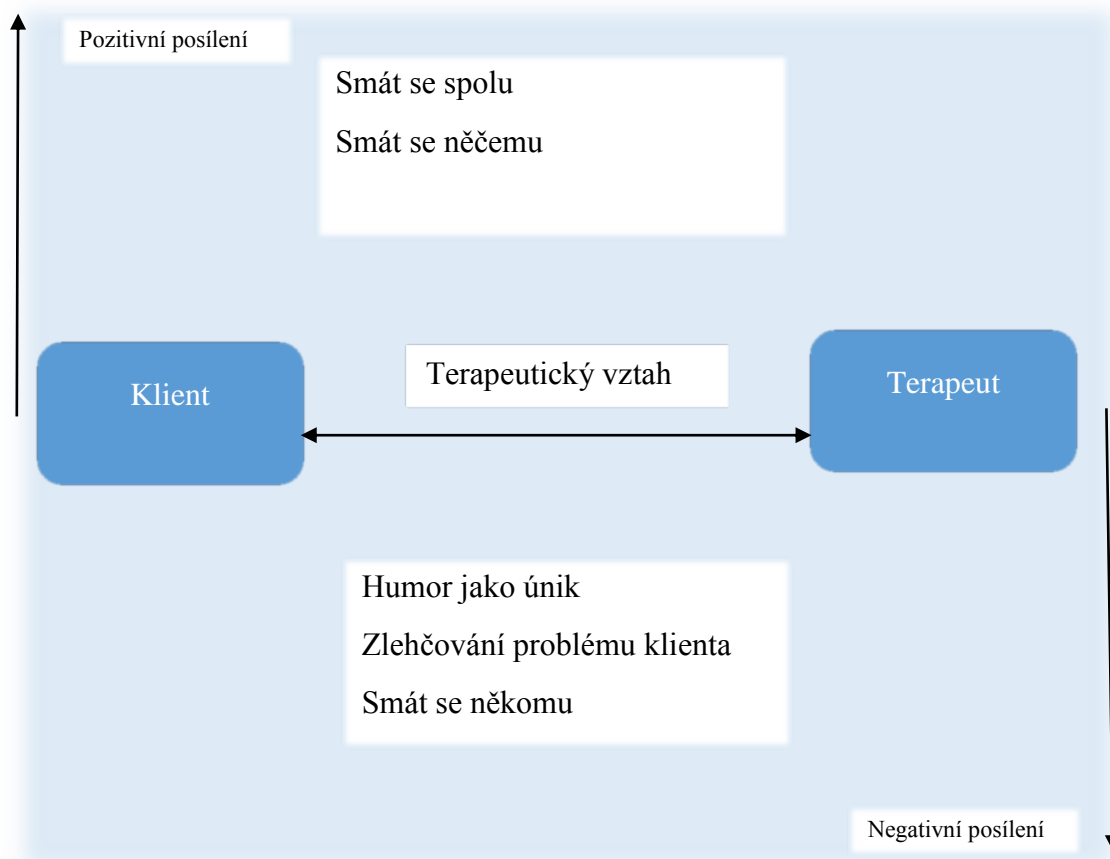 Pozitivní posílení
Smát se spolu
Smát se něčemu
Klient
Terapeutický vztah
Terapeut
Humor jako únik
Zlehčování problému klienta
Smát se někomu
Negativní posílení